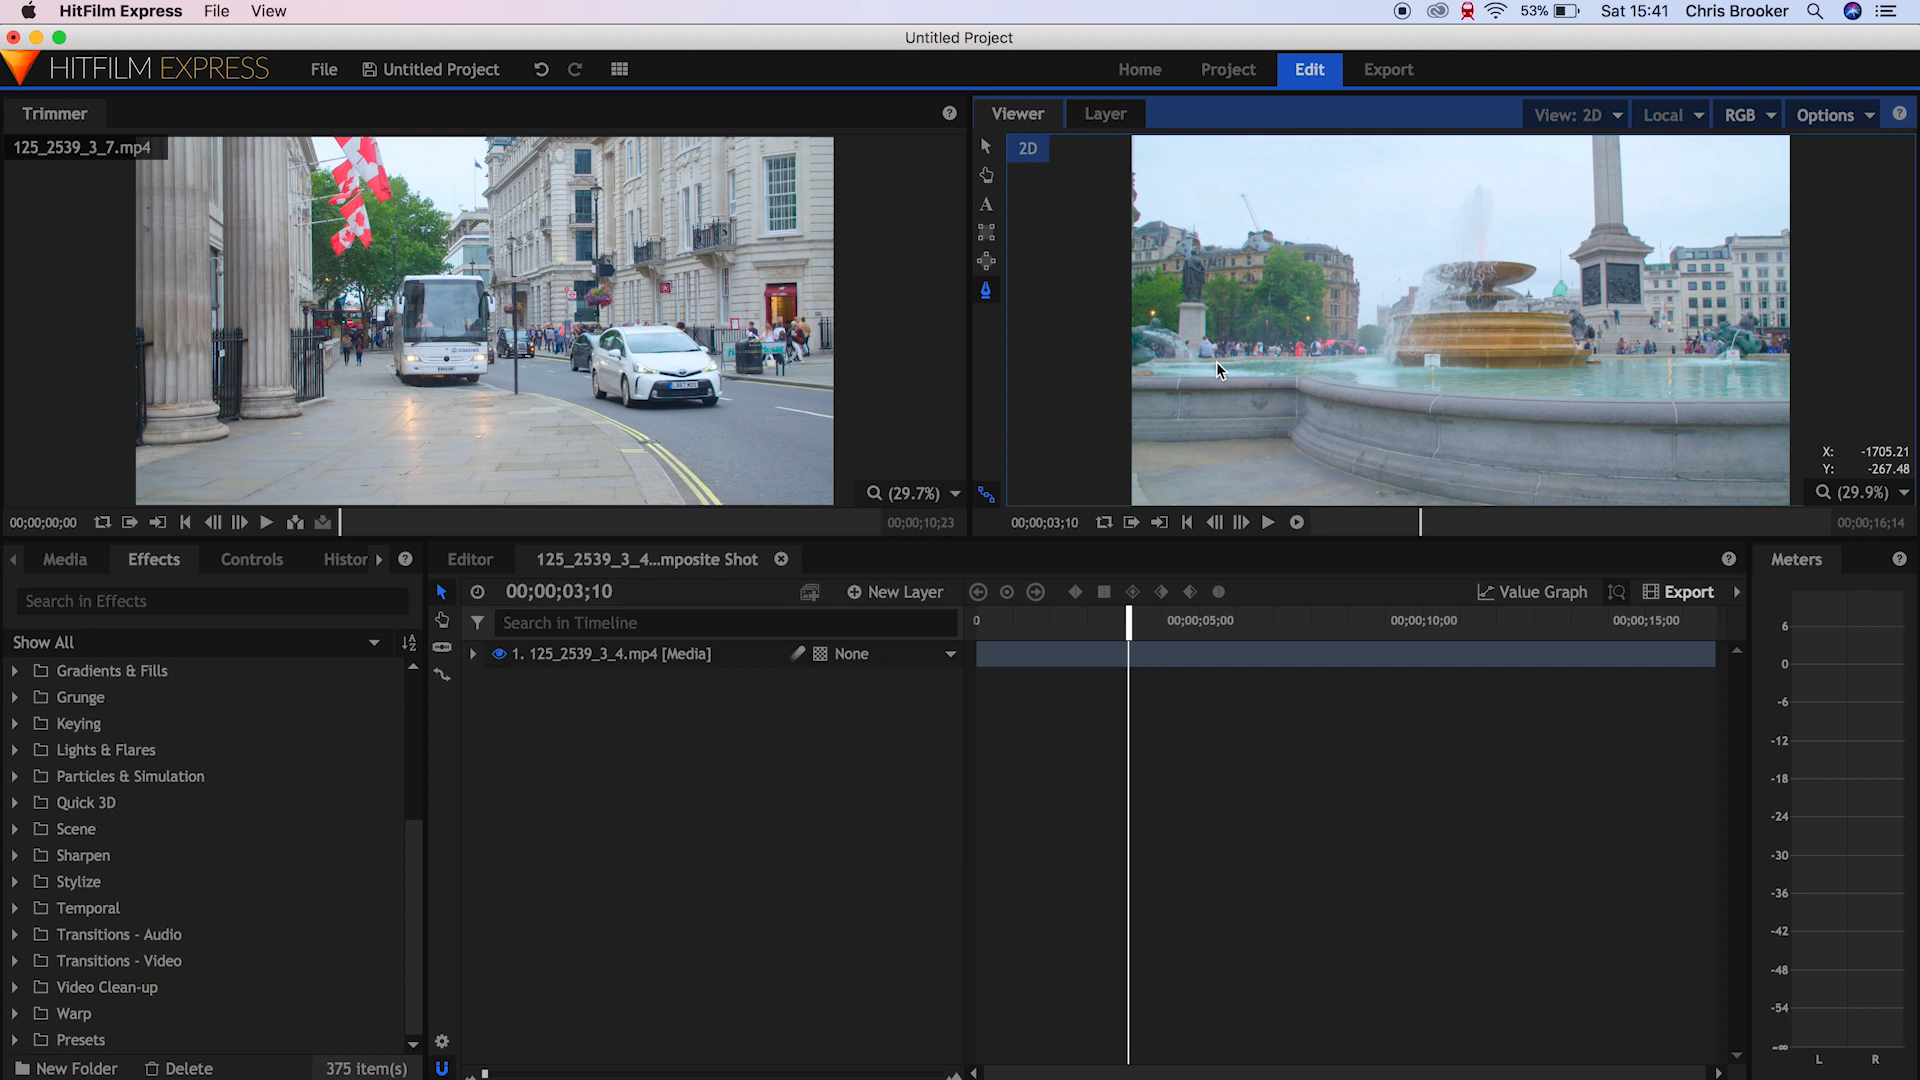 HitFilm Express File View 53% Sat 15:41 Chris Brooker
Untitled Project
HITFILM EXPRESS File Untitled Project Home Project Edit Export
Trimmer
Viewer Layer View: 2D Local RGB Options
125_2539_3_7.mp4
2D
X: -1705.21
Y: -267.48
(29.7%)
(29.9%)
00;00;00;00 00;00;10;23
00;00;03;10 00;00;16;14
Media Effects Controls Histor
Editor 125_2539_3_4...mposite Shot
Meters
Search in Effects
00;00;03;10 New Layer Value Graph Export
Search in Timeline
0 00;00;05;00 00;00;10;00 00;00;15;00
Show All
1. 125_2539_3_4.mp4 [Media] None
Gradients & Fills
Grunge
Keying
Lights & Flares
Particles & Simulation
Quick 3D
Scene
Sharpen
Stylize
Temporal
Transitions - Audio
Transitions - Video
Video Clean-up
Warp
Presets
New Folder Delete 375 item(s)
6
0
-6
-12
-18
-24
-30
-36
-42
-48
-54
-∞
L R